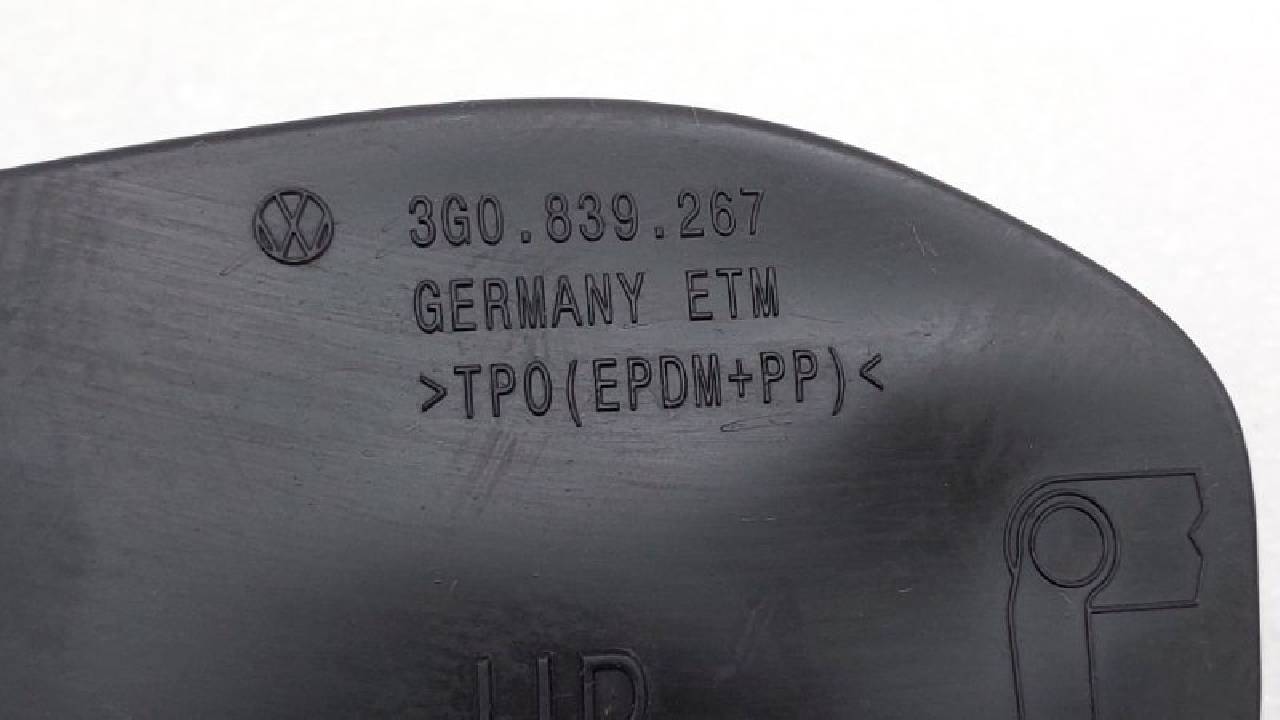 3G0.839.267
GERMANY ETM
>TPO(EPDM+PP)<